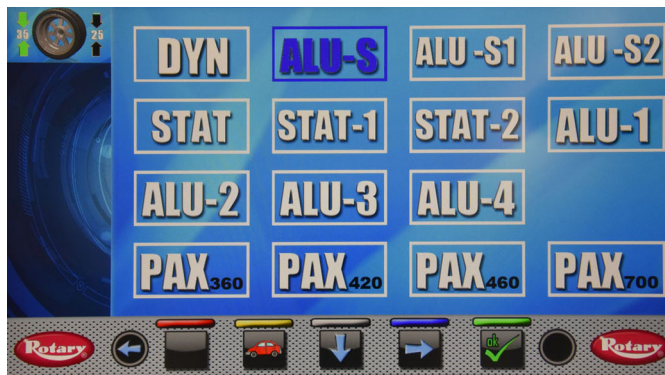 35 25
DYN ALU-S ALU -S1 ALU -S2
STAT STAT-1 STAT-2 ALU-1
ALU-2 ALU-3 ALU-4
PAX360 PAX420 PAX460 PAX700
Rotary ok Rotary